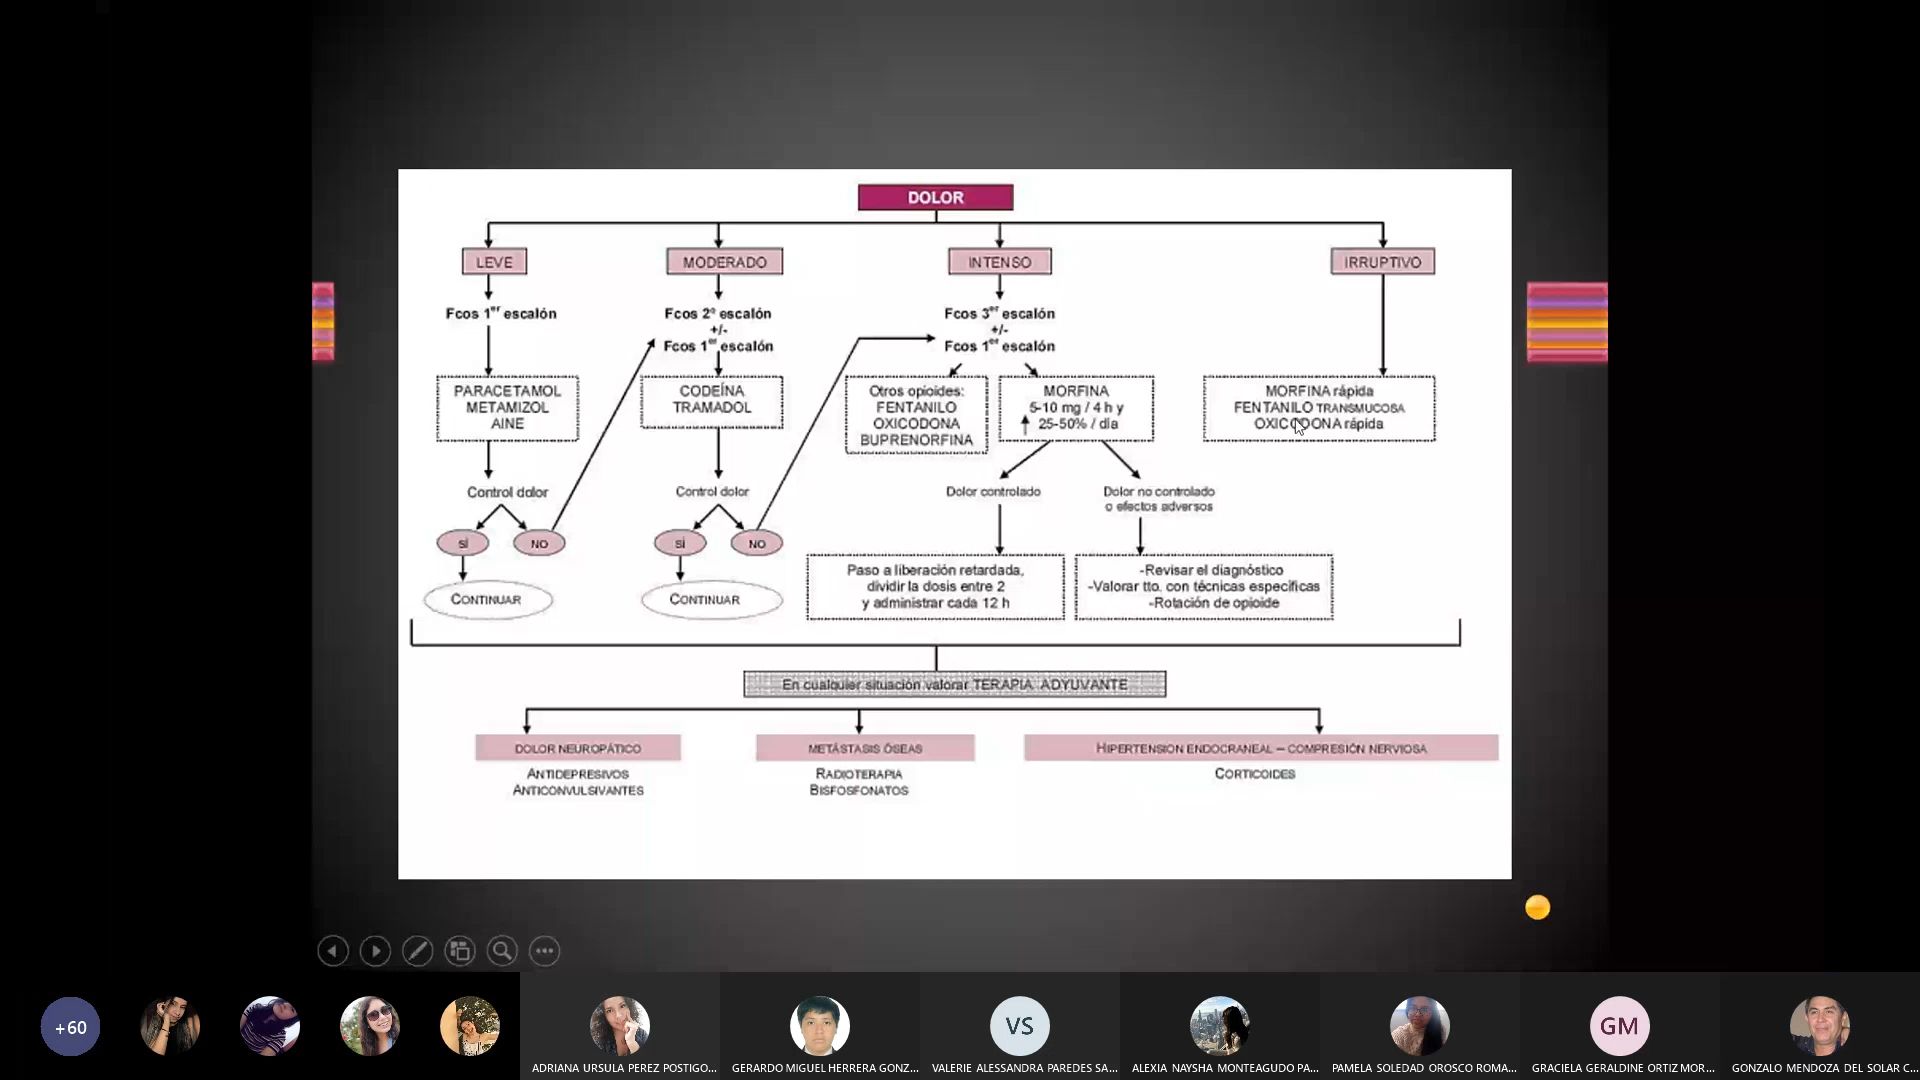 DOLOR
LEVE
MODERADO
INTENSO
IRRUPTIVO
Fcos 1er escalón
Fcos 2º escalón
+/-
Fcos 1er escalón
Fcos 3er escalón
+/-
Fcos 1er escalón
PARACETAMOL
METAMIZOL
AINE
CODEÍNA
TRAMADOL
Otros opioides:
FENTANILO
OXICODONA
BUPRENORFINA
MORFINA
5-10 mg / 4 h y
25-50% / día
MORFINA rápida
FENTANILO TRANSMUCOSA
OXICODONA rápida
Control dolor
Control dolor
Dolor controlado
Dolor no controlado
o efectos adversos
SÍ
NO
SÍ
NO
CONTINUAR
CONTINUAR
Paso a liberación retardada,
dividir la dosis entre 2
y administrar cada 12 h
-Revisar el diagnóstico
-Valorar tto. con técnicas específicas
-Rotación de opioide
En cualquier situación valorar TERAPIA ADYUVANTE
DOLOR NEUROPÁTICO
METÁSTASIS ÓSEAS
HIPERTENSION ENDOCRANEAL – COMPRESIÓN NERVIOSA
ANTIDEPRESIVOS
ANTICONVULSIVANTES
RADIOTERAPIA
BISFOSFONATOS
CORTICOIDES
+60
VS
GM
ADRIANA URSULA PEREZ POSTIGO...
GERARDO MIGUEL HERRERA GONZ...
VALERIE ALESSANDRA PAREDES SA...
ALEXIA NAYSHA MONTEAGUDO PA...
PAMELA SOLEDAD OROSCO ROMA...
GRACIELA GERALDINE ORTIZ MOR...
GONZALO MENDOZA DEL SOLAR C...